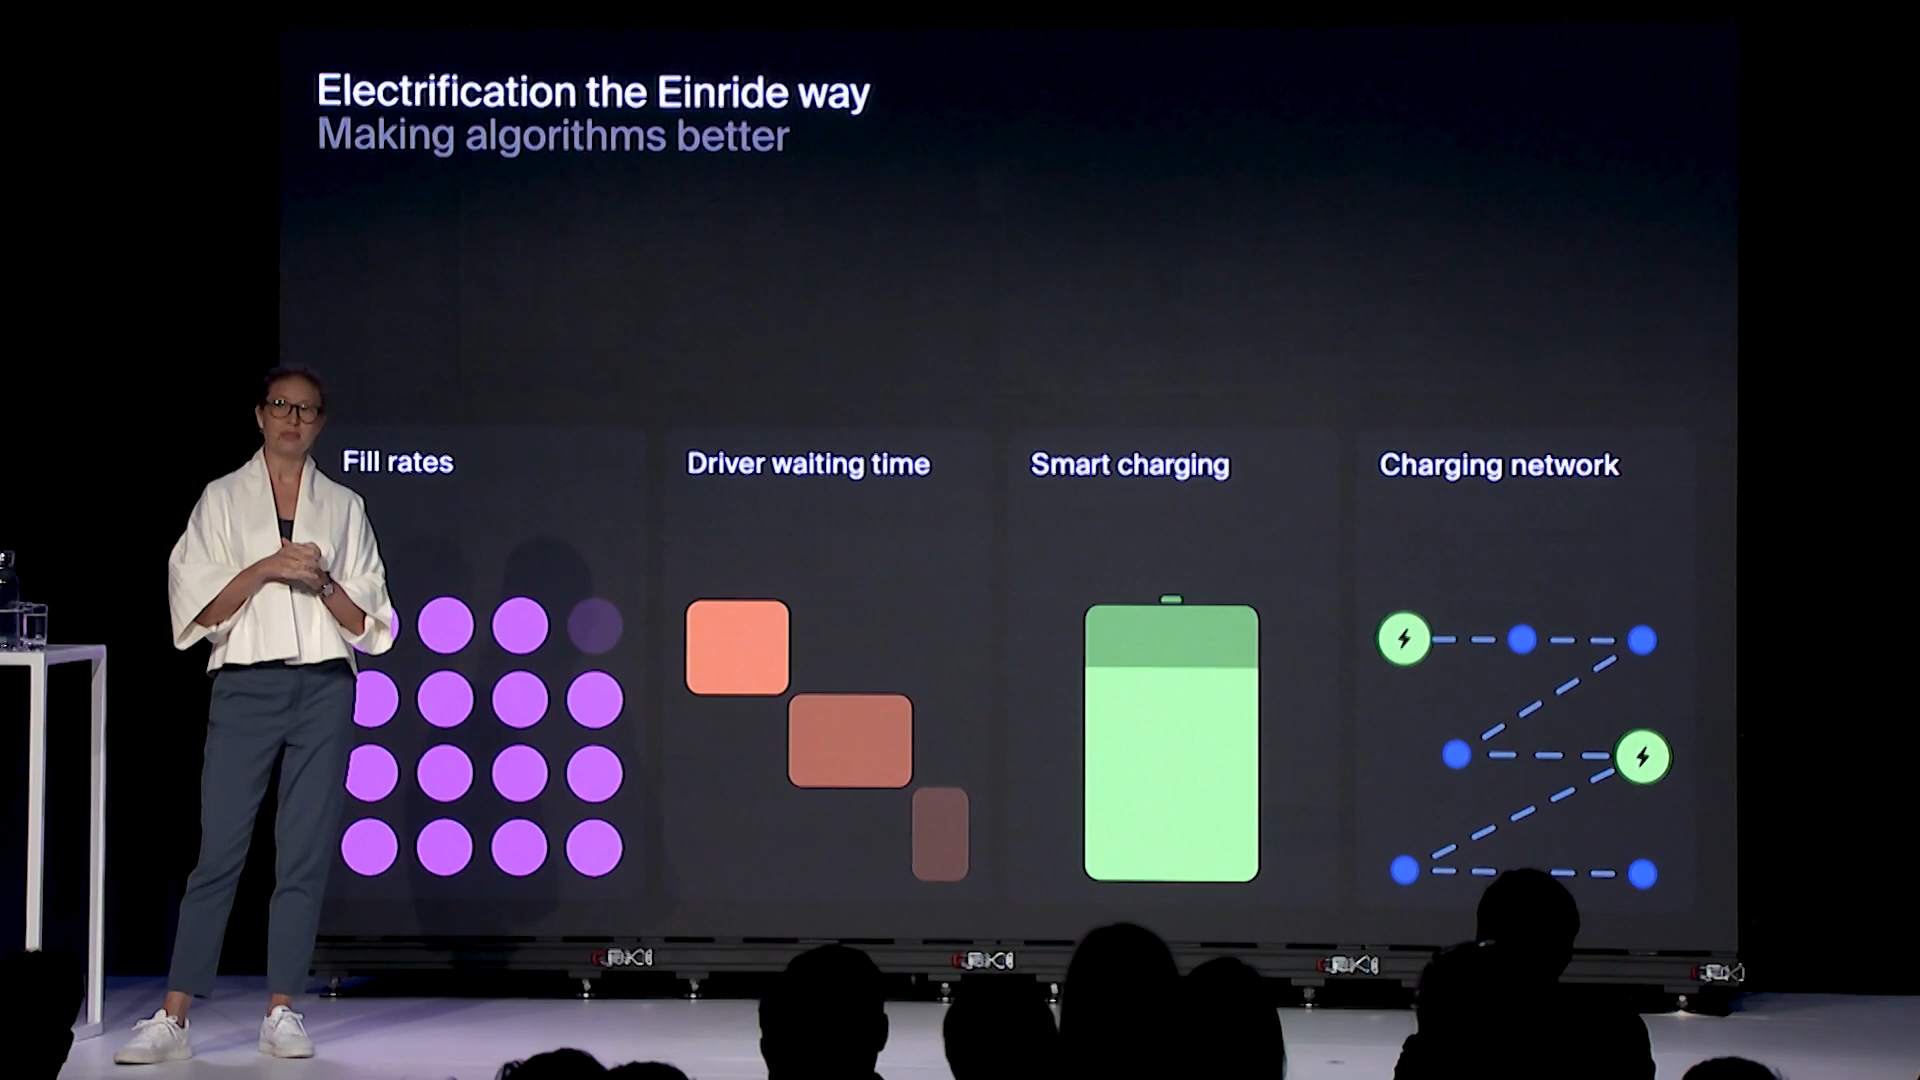 Electrification the Einride way
Making algorithms better
Fill rates
Driver waiting time
Smart charging
Charging network